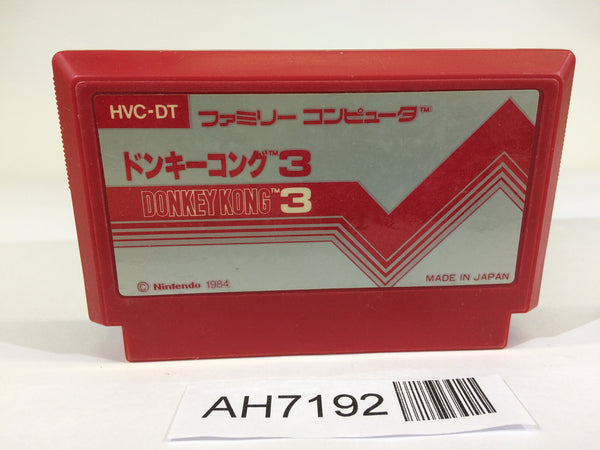 HVC-DT ファミリー コンピュータ™
ドンキーコング™3
DONKEY KONG™3
© Nintendo 1984
MADE IN JAPAN
AH7192